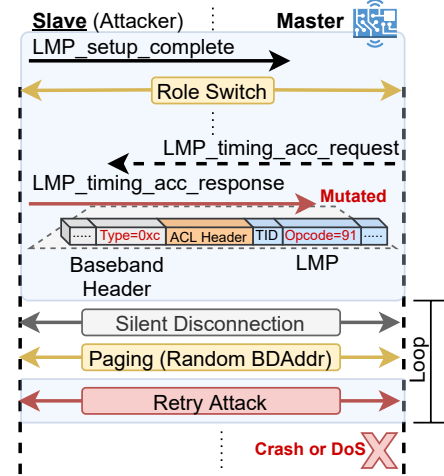 Slave (Attacker) Master
LMP_setup_complete
Role Switch
LMP_timing_acc_request
LMP_timing_acc_response
Mutated
..... Type=0xc ACL Header TID Opcode=91 .....
Baseband Header LMP
Silent Disconnection
Paging (Random BDAddr)
Retry Attack
Loop
Crash or DoS